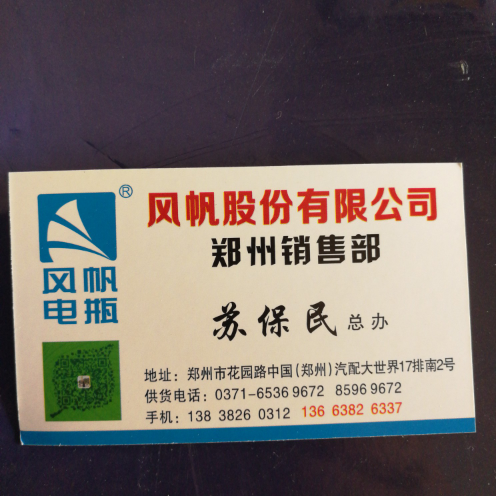 ®
风帆股份有限公司
郑州销售部
风帆
电瓶
苏保民 总办
地址：郑州市花园路中国（郑州）汽配大世界17排南2号
供货电话：0371-6536 9672 8596 9672
手机：138 3826 0312 136 6382 6337